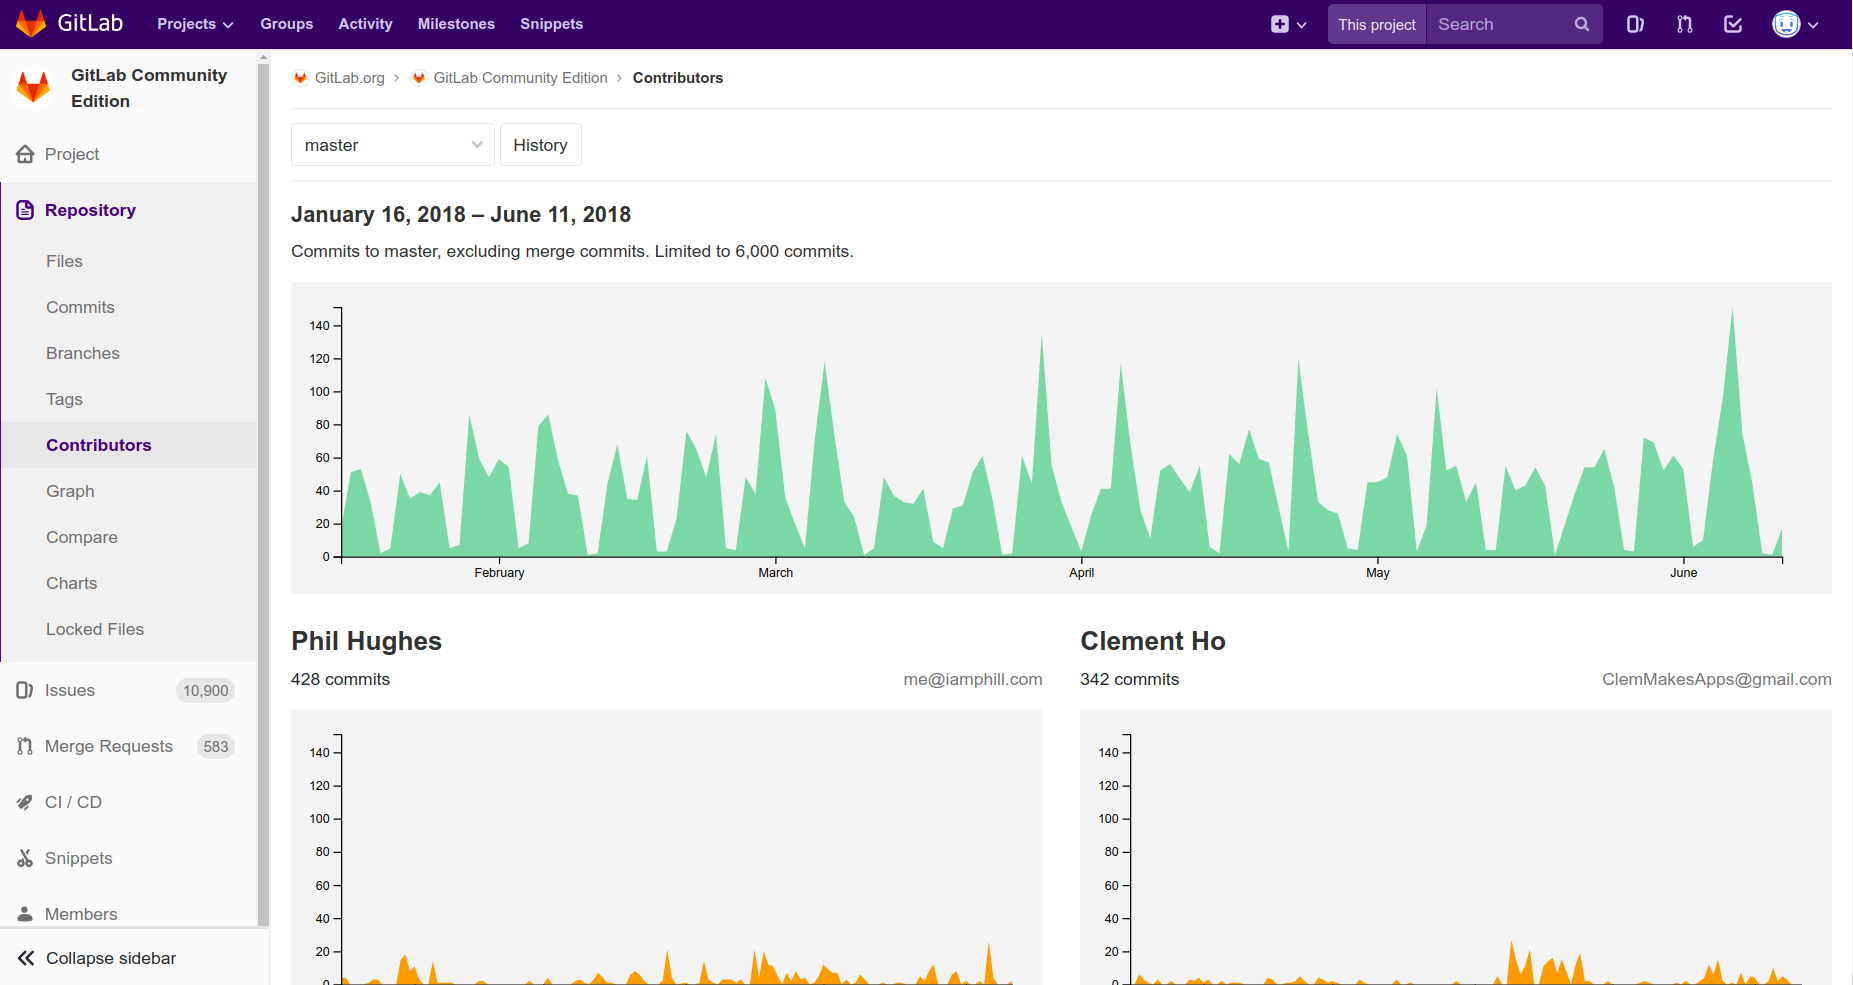 GitLab Projects Groups Activity Milestones Snippets This project Search
GitLab Community
Edition
Project
Repository
Files
Commits
Branches
Tags
Contributors
Graph
Compare
Charts
Locked Files
Issues 10,900
Merge Requests 583
CI / CD
Snippets
Members
Collapse sidebar
GitLab.org › GitLab Community Edition › Contributors
master History
January 16, 2018 – June 11, 2018
Commits to master, excluding merge commits. Limited to 6,000 commits.
140
120
100
80
60
40
20
0
February March April May June
Phil Hughes
428 commits me@iamphill.com
140
120
100
80
60
40
20
0
Clement Ho
342 commits ClemMakesApps@gmail.com
140
120
100
80
60
40
20
0